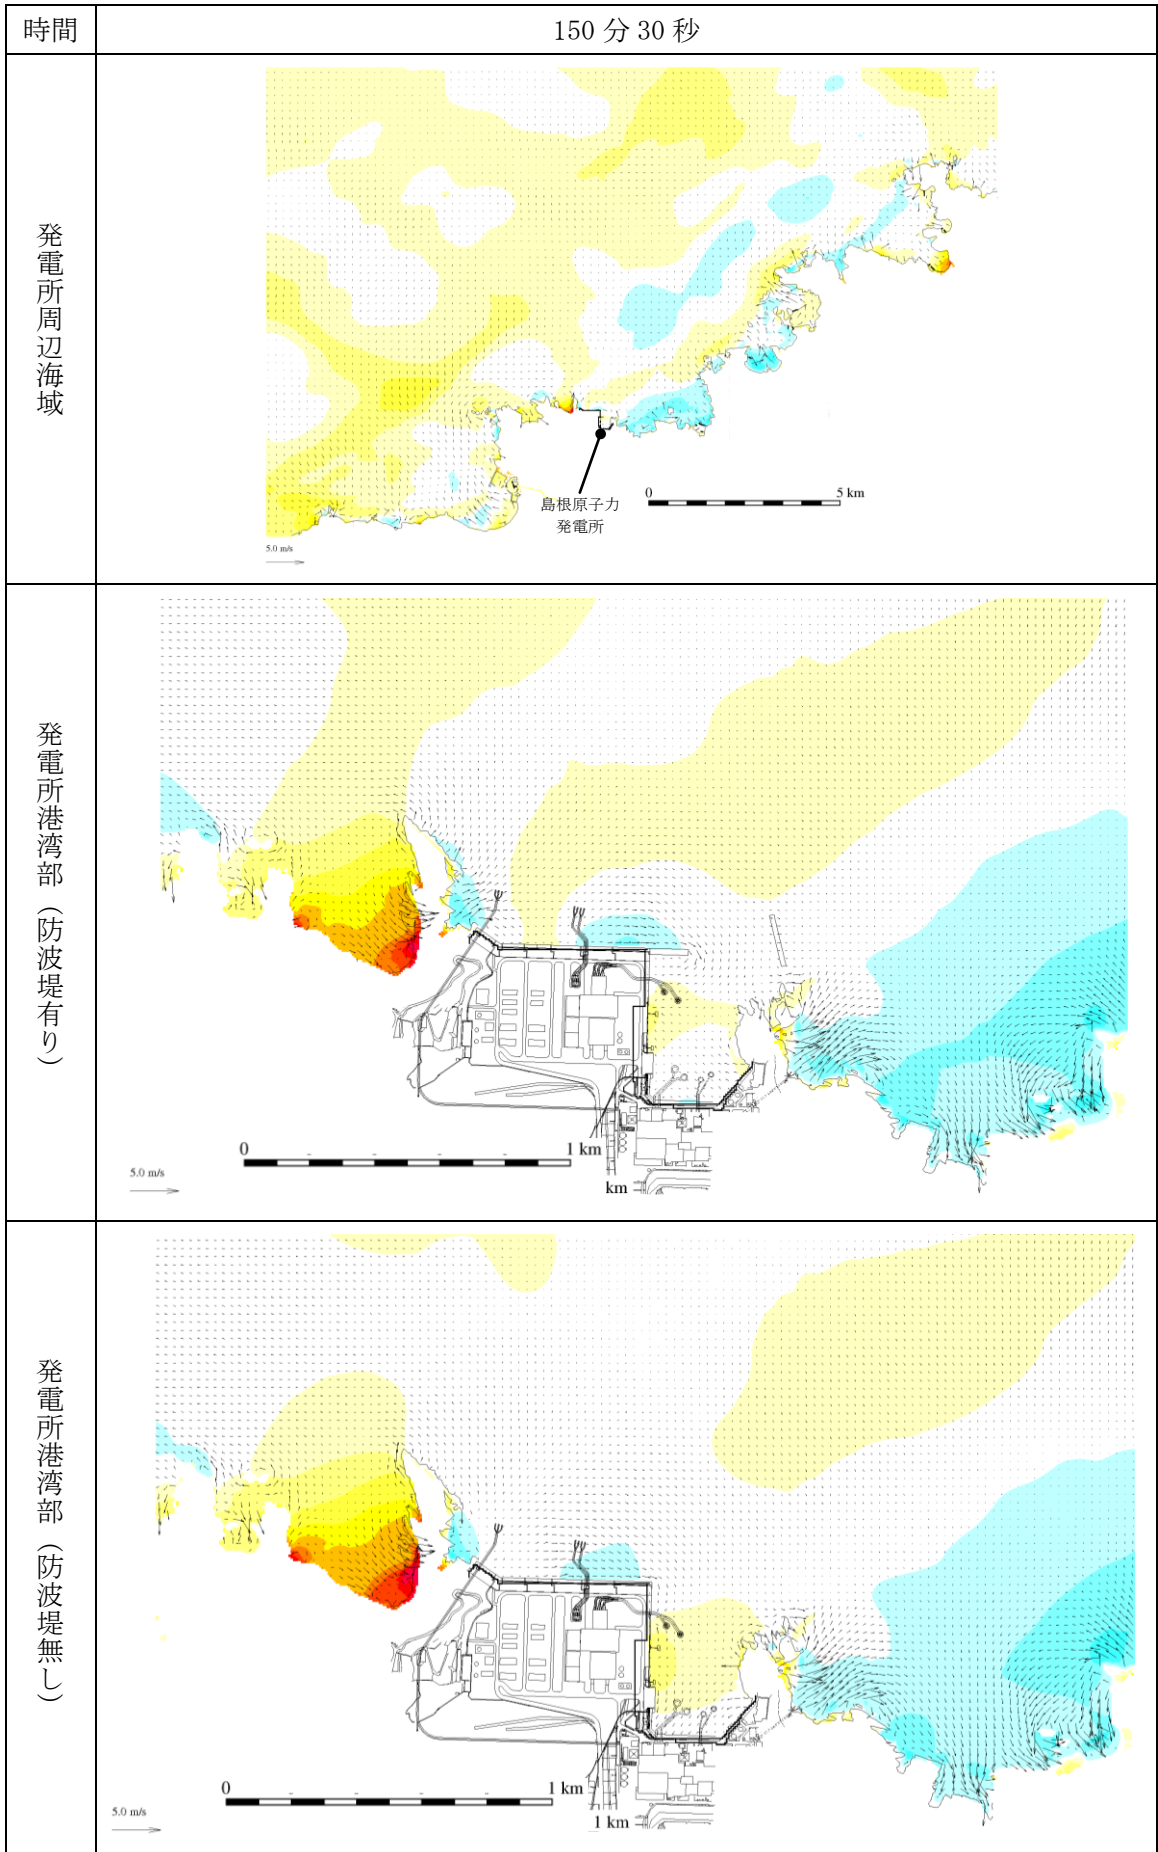 時間
150 分 30 秒
発電所周辺海域
島根原子力
発電所
0 5 km
5.0 m/s
発電所港湾部（防波堤有り）
0 1 km
5.0 m/s
km
発電所港湾部（防波堤無し）
0 1 km
5.0 m/s
1 km